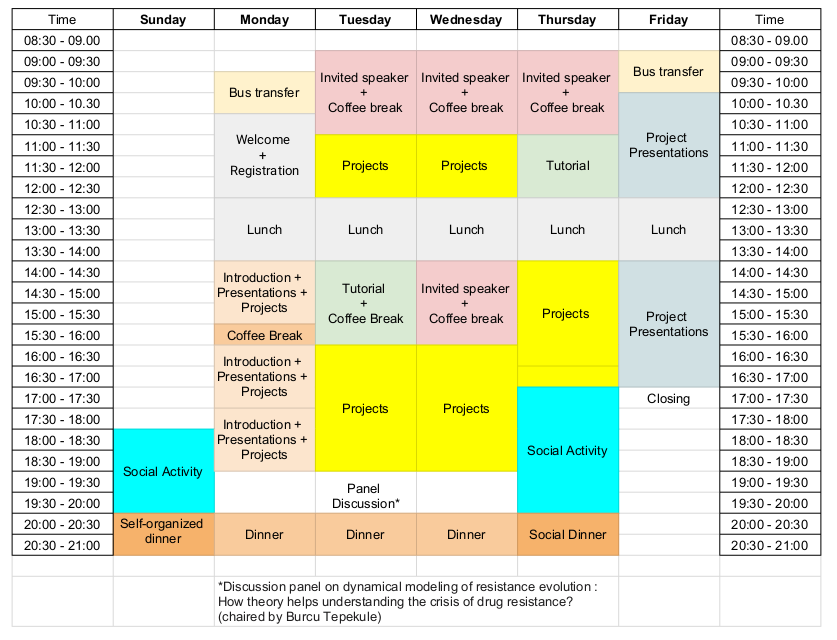 Time Sunday Monday Tuesday Wednesday Thursday Friday Time
08:30 - 09.00 08:30 - 09.00
09:00 - 09:30 09:00 - 09:30
Invited speaker
+
Coffee break
Invited speaker
+
Coffee break
Invited speaker
+
Coffee break
Bus transfer
09:30 - 10:00 09:30 - 10:00
Bus transfer
10:00 - 10.30 10:00 - 10.30
10:30 - 11:00 10:30 - 11:00
Welcome
+
Registration
Project
Presentations
11:00 - 11:30 11:00 - 11:30
11:30 - 12:00 Projects Projects Tutorial 11:30 - 12:00
12:00 - 12:30 12:00 - 12:30
12:30 - 13:00 12:30 - 13:00
13:00 - 13:30 Lunch Lunch Lunch Lunch Lunch 13:00 - 13:30
13:30 - 14:00 13:30 - 14:00
14:00 - 14:30 14:00 - 14:30
Introduction +
Presentations +
Projects
Tutorial
+
Coffee Break
Invited speaker
+
Coffee break
14:30 - 15:00 14:30 - 15:00
15:00 - 15:30 Projects 15:00 - 15:30
Project
Presentations
15:30 - 16:00 Coffee Break 15:30 - 16:00
16:00 - 16:30 16:00 - 16:30
Introduction +
Presentations +
Projects
16:30 - 17:00 16:30 - 17:00
17:00 - 17:30 Closing 17:00 - 17:30
Projects Projects
17:30 - 18:00 17:30 - 18:00
Introduction +
Presentations +
Projects
18:00 - 18:30 18:00 - 18:30
Social Activity
18:30 - 19:00 18:30 - 19:00
Social Activity
19:00 - 19:30 19:00 - 19:30
Panel
Discussion*
19:30 - 20:00 19:30 - 20:00
20:00 - 20:30 20:00 - 20:30
Self-organized
dinner
Dinner Dinner Dinner Social Dinner
20:30 - 21:00 20:30 - 21:00
*Discussion panel on dynamical modeling of resistance evolution :
How theory helps understanding the crisis of drug resistance?
(chaired by Burcu Tepekule)